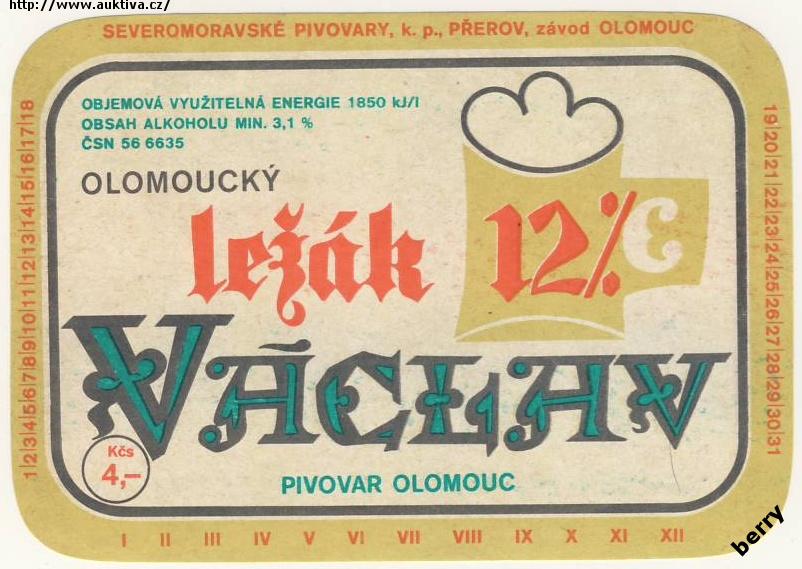 http://www.auktiva.cz/
SEVEROMORAVSKÉ PIVOVARY, k. p., PŘEROV, závod OLOMOUC
OBJEMOVÁ VYUŽITELNÁ ENERGIE 1850 kJ/l
OBSAH ALKOHOLU MIN. 3,1 %
ČSN 56 6635
OLOMOUCKÝ
ležák 12%
VÁCLAV
Kčs
4,–
PIVOVAR OLOMOUC
1|2|3|4|5|6|7|8|9|10|11|12|13|14|15|16|17|18
19|20|21|22|23|24|25|26|27|28|29|30|31
I II III IV V VI VII VIII IX X XI XII
berry